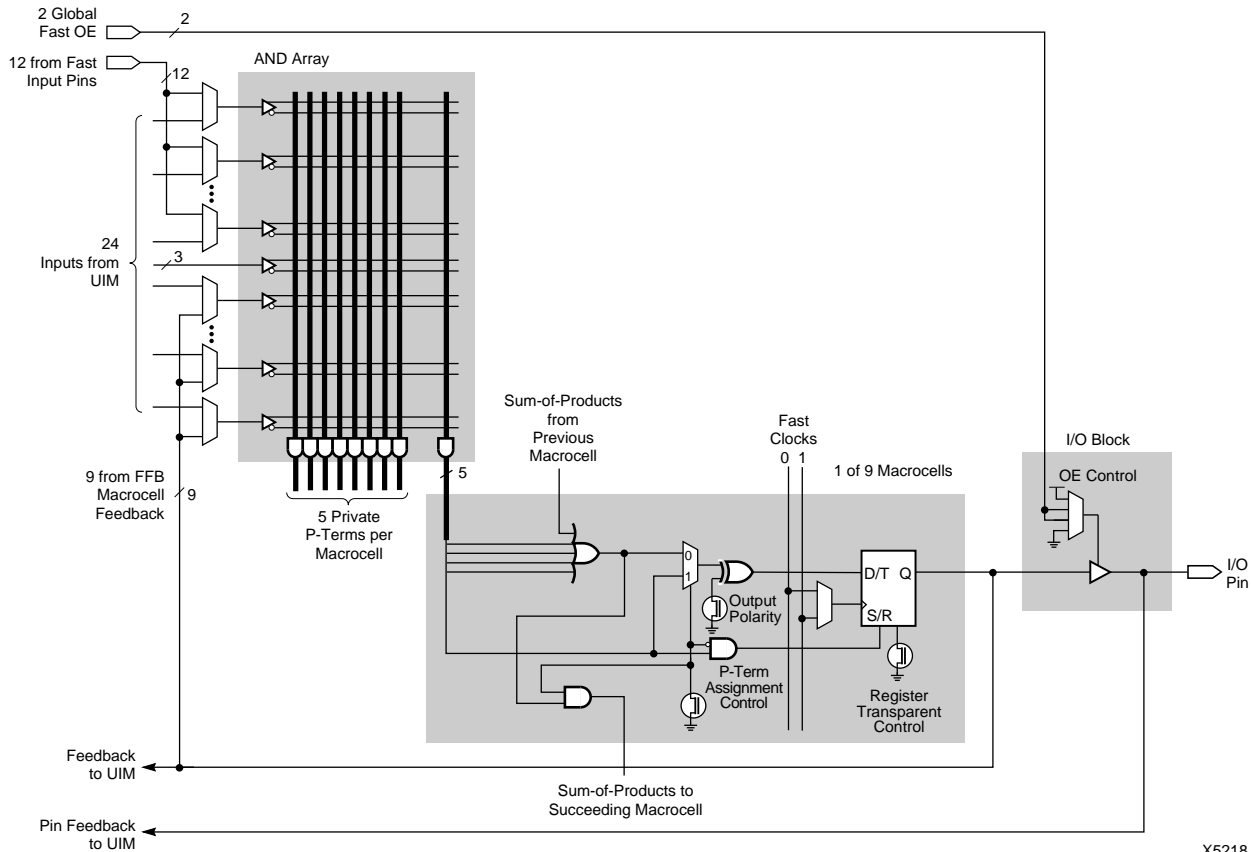 2 Global
Fast OE
2
12 from Fast
Input Pins
12
AND Array
24
Inputs from
UIM
3
9 from FFB
Macrocell
Feedback
9
5 Private
P-Terms per
Macrocell
5
Sum-of-Products
from
Previous
Macrocell
Fast
Clocks
0 1
1 of 9 Macrocells
I/O Block
OE Control
0
1
D/T Q
S/R
I/O
Pin
Output
Polarity
P-Term
Assignment
Control
Register
Transparent
Control
Feedback
to UIM
Sum-of-Products to
Succeeding Macrocell
Pin Feedback
to UIM
X5218